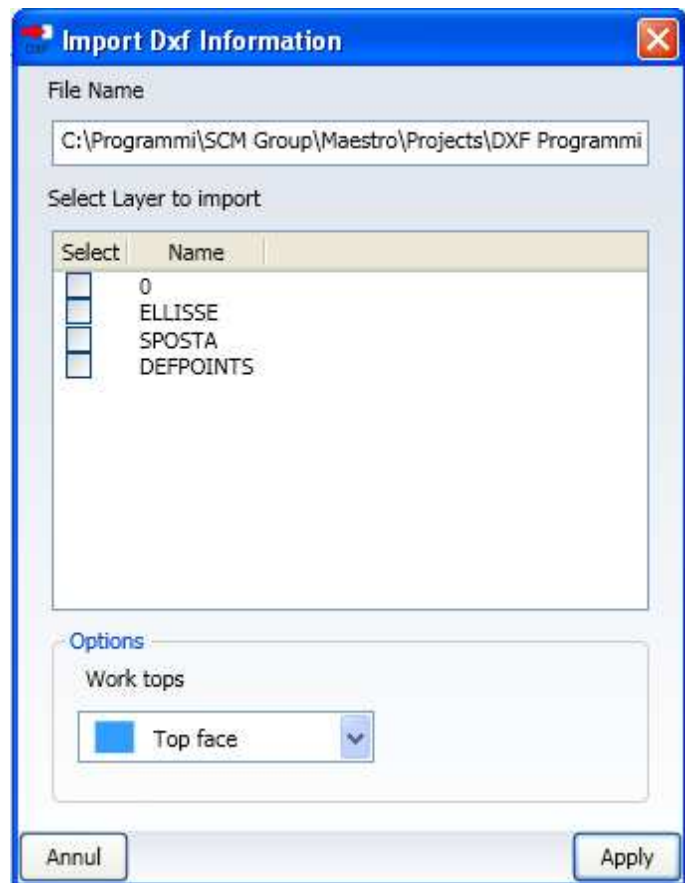 Import Dxf Information
File Name
C:\Programmi\SCM Group\Maestro\Projects\DXF Programmi
Select Layer to import
Select Name
0
ELLISSE
SPOSTA
DEFPOINTS
Options
Work tops
Top face
Annul Apply